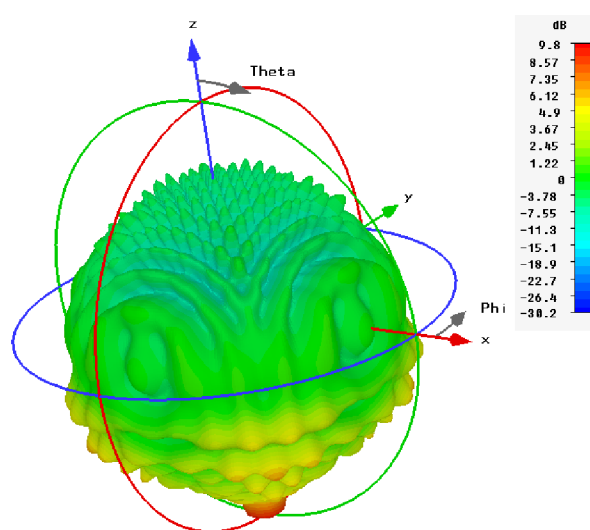 z
Theta
y
Phi
x
dB
9.8
8.57
7.35
6.12
4.9
3.67
2.45
1.22
0
-3.78
-7.55
-11.3
-15.1
-18.9
-22.7
-26.4
-30.2